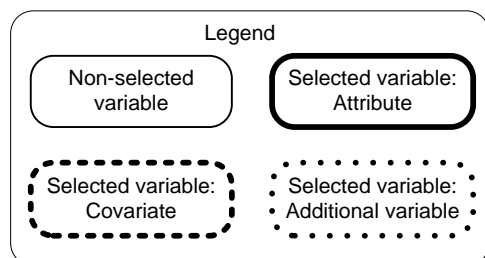 Legend
Non-selected
variable
Selected variable:
Attribute
Selected variable:
Covariate
Selected variable:
Additional variable